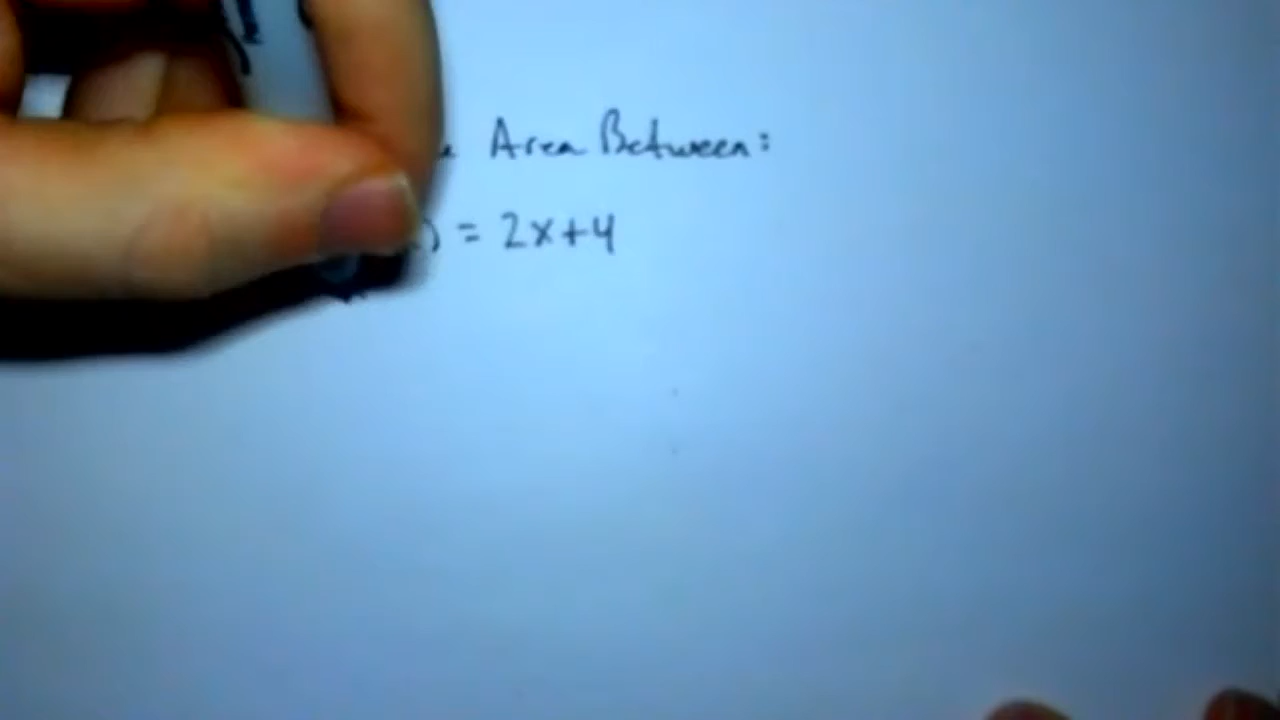 Area Between:
) = 2x+4